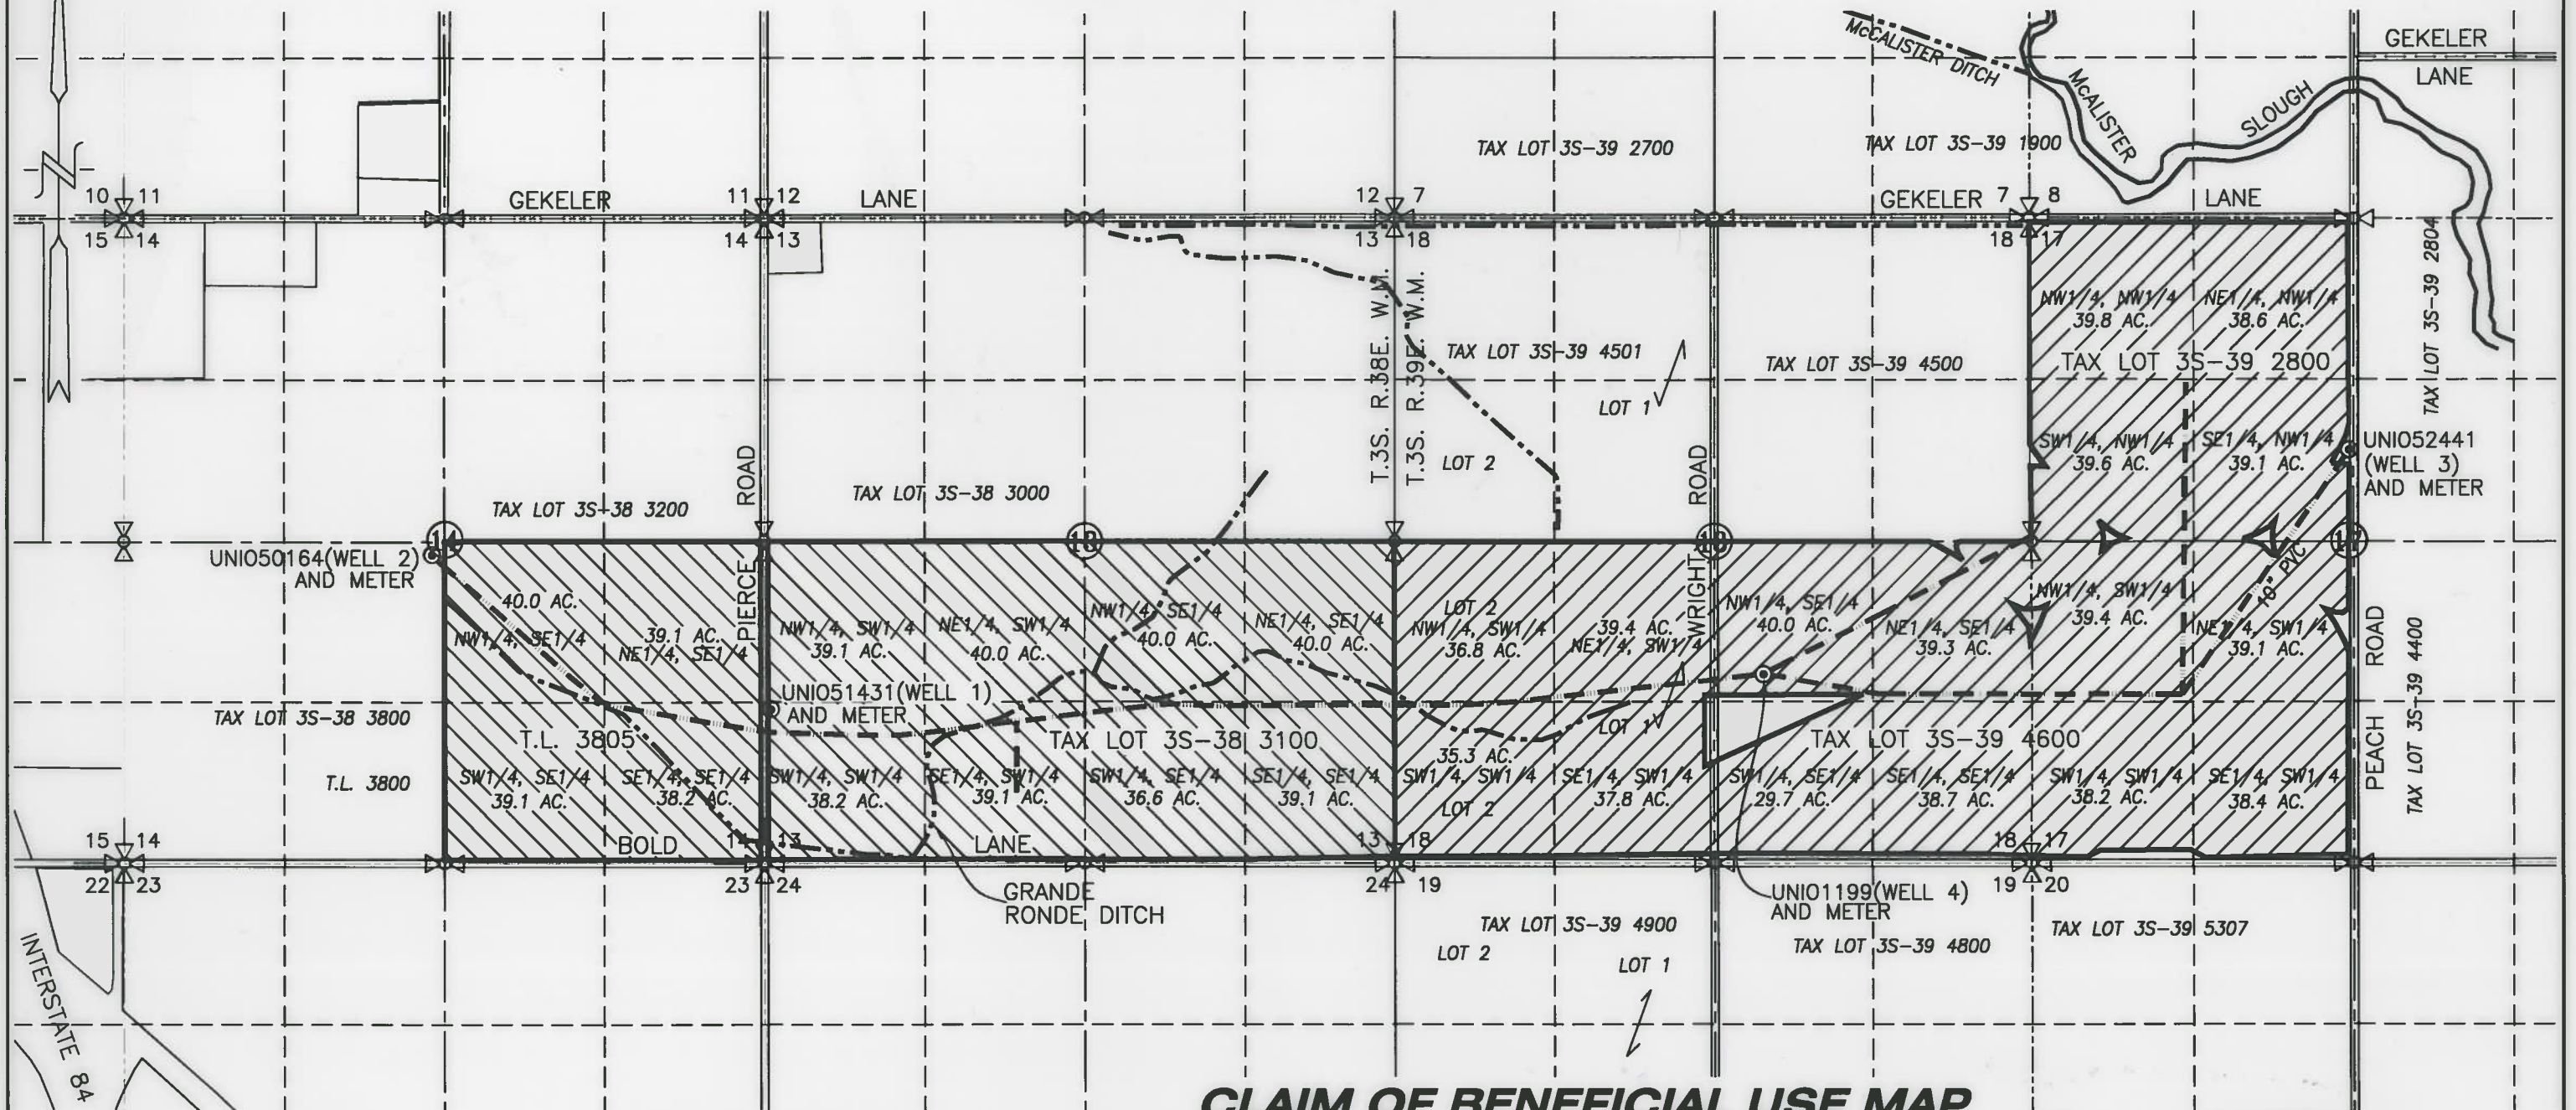 GEKELER
LANE
McCALISTER DITCH
McALISTER
SLOUGH
TAX LOT 3S-39 2700
TAX LOT 3S-39 1900
N
10 11
GEKELER
11 12
LANE
12 7
GEKELER 7 8
LANE
15 14
14 13
13 18
18 17
TAX LOT 3S-39 2804
T.3S. R.38E. W.M.
T.3S. R.39E. W.M.
NW1/4, NW1/4
39.8 AC.
NE1/4, NW1/4
38.6 AC.
TAX LOT 3S-39 4501
TAX LOT 3S-39 4500
TAX LOT 3S-39 2800
LOT 1
LOT 2
SW1/4, NW1/4
39.6 AC.
SE1/4, NW1/4
39.1 AC.
UNIO52441
(WELL 3)
AND METER
ROAD
ROAD
TAX LOT 3S-38 3200
TAX LOT 3S-38 3000
14
13
18
17
UNIO50164(WELL 2)
AND METER
PIERCE
WRIGHT
10" PVC
40.0 AC.
NW1/4, SE1/4
39.1 AC.
NE1/4, SE1/4
NW1/4, SW1/4
39.1 AC.
NE1/4, SW1/4
40.0 AC.
NW1/4, SE1/4
40.0 AC.
NE1/4, SE1/4
40.0 AC.
LOT 2
NW1/4, SW1/4
36.8 AC.
39.4 AC.
NE1/4, SW1/4
NW1/4, SE1/4
40.0 AC.
NE1/4, SE1/4
39.3 AC.
NW1/4, SW1/4
39.4 AC.
NE1/4, SW1/4
39.1 AC.
ROAD
PEACH
TAX LOT 3S-39 4400
UNIO51431(WELL 1)
AND METER
TAX LOT 3S-38 3800
T.L. 3805
TAX LOT 3S-38 3100
LOT 1
TAX LOT 3S-39 4600
T.L. 3800
SW1/4, SE1/4
39.1 AC.
SE1/4, SE1/4
38.2 AC.
SW1/4, SW1/4
38.2 AC.
SE1/4, SW1/4
39.1 AC.
SW1/4, SE1/4
36.6 AC.
SE1/4, SE1/4
39.1 AC.
35.3 AC.
SW1/4, SW1/4
LOT 2
SE1/4, SW1/4
37.8 AC.
SW1/4, SE1/4
29.7 AC.
SE1/4, SE1/4
38.7 AC.
SW1/4, SW1/4
38.2 AC.
SE1/4, SW1/4
38.4 AC.
15 14
BOLD
14 13
LANE
13 18
18 17
22 23
23 24
24 19
19 20
GRANDE
RONDE DITCH
UNIO1199(WELL 4)
AND METER
TAX LOT 3S-39 4900
TAX LOT 3S-39 4800
TAX LOT 3S-39 5307
LOT 2
LOT 1
INTERSTATE 84
CLAIM OF BENEFICIAL USE MAP